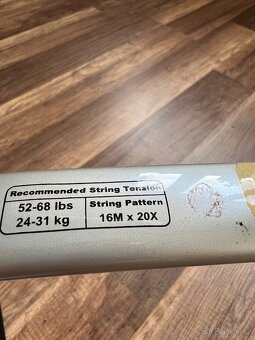 Recommended String Tension
52-68 lbs
24-31 kg
String Pattern
16M x 20X